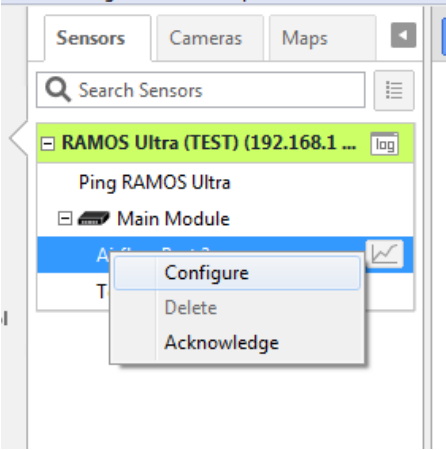 Sensors Cameras Maps
Search Sensors
RAMOS Ultra (TEST) (192.168.1 ... log
Ping RAMOS Ultra
Main Module
Configure
Delete
Acknowledge